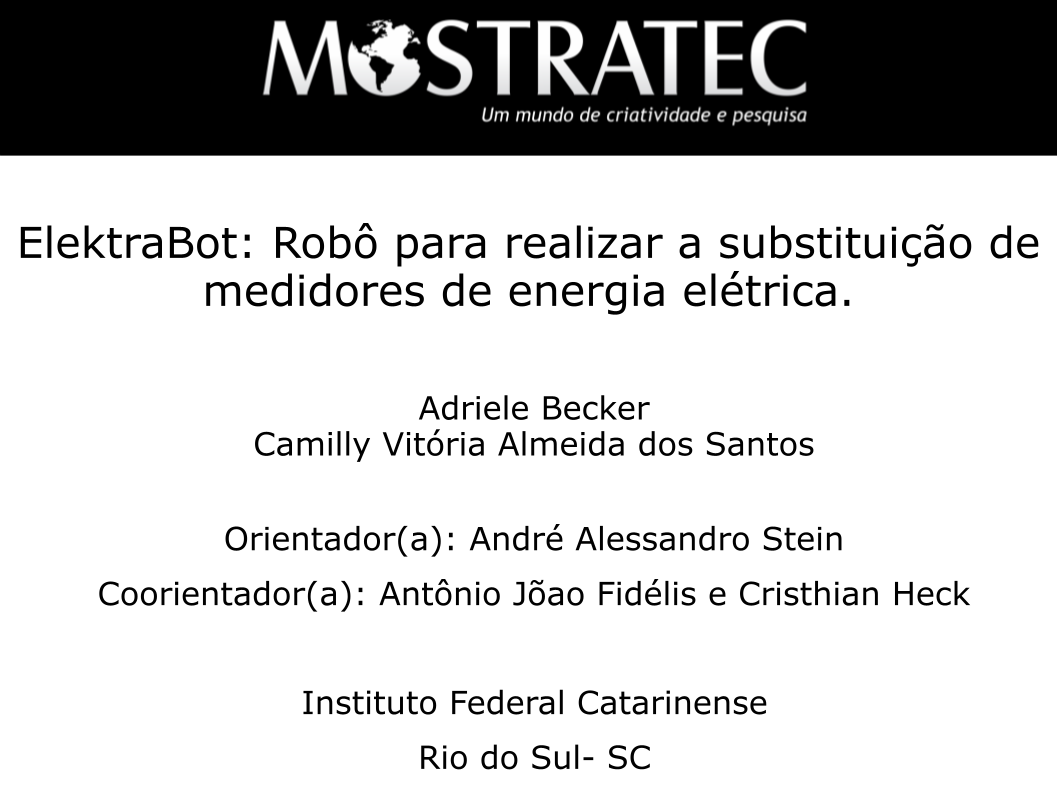 MOSTRATEC
Um mundo de criatividade e pesquisa
ElektraBot: Robô para realizar a substituição de
medidores de energia elétrica.
Adriele Becker
Camilly Vitória Almeida dos Santos
Orientador(a): André Alessandro Stein
Coorientador(a): Antônio Jõao Fidélis e Cristhian Heck
Instituto Federal Catarinense
Rio do Sul- SC